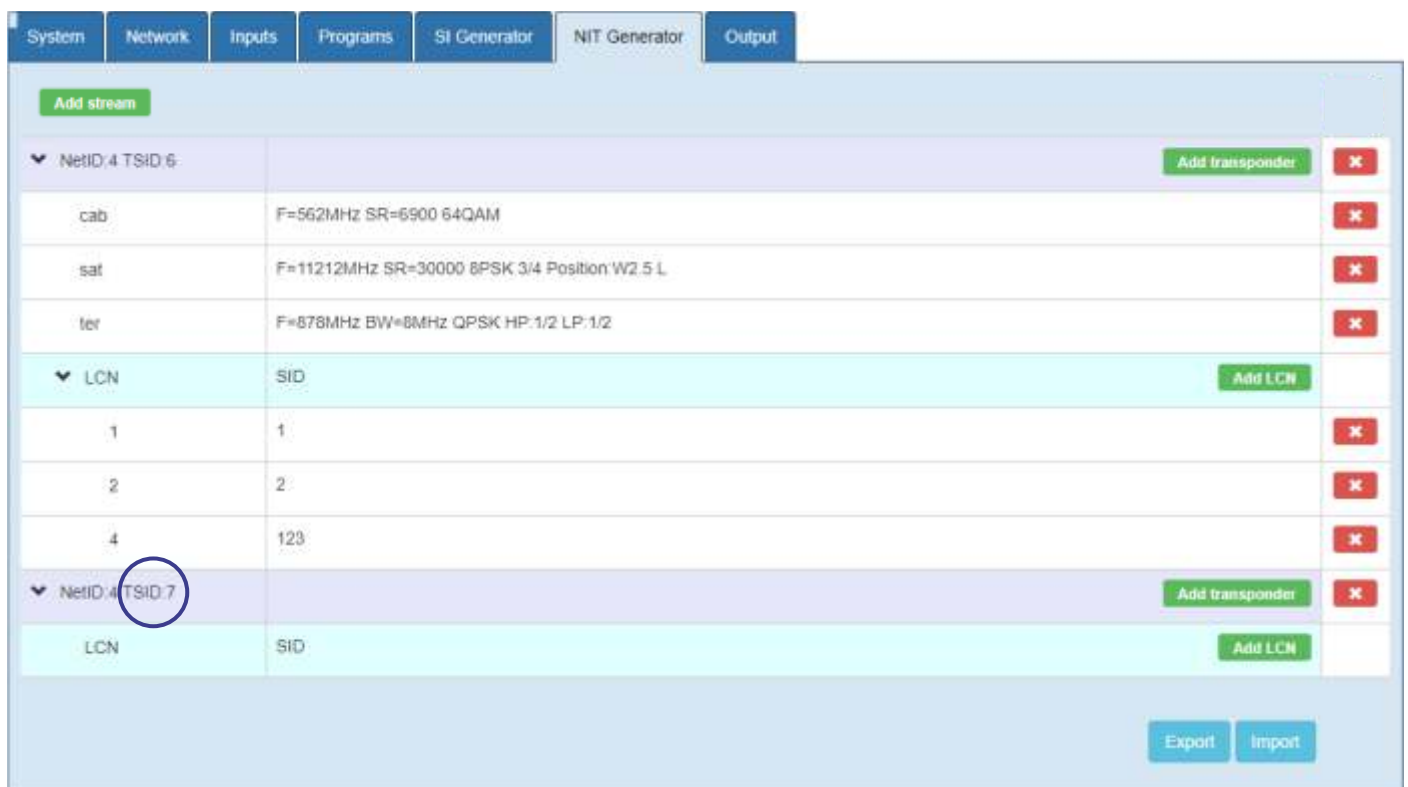 System Network Inputs Programs SI Generator NIT Generator Output
Add stream
NetID:4 TSID:6 Add transponder
cab F=562MHz SR=6900 64QAM
sat F=11212MHz SR=30000 8PSK 3/4 Position:W2.5 L
ter F=878MHz BW=8MHz QPSK HP:1/2 LP:1/2
LCN SID Add LCN
1 1
2 2
4 123
NetID:4 TSID:7 Add transponder
LCN SID Add LCN
Export Import